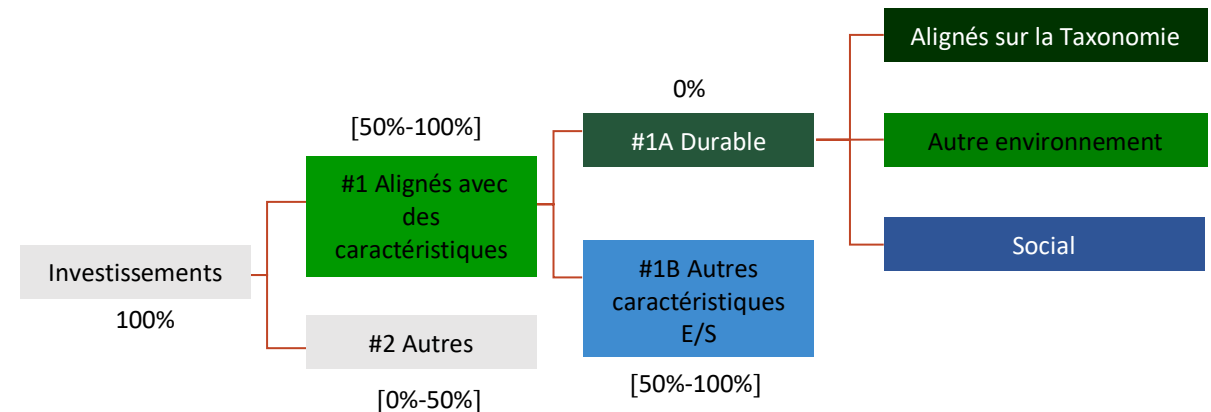 Investissements
100%
[50%-100%]
#1 Alignés avec
des
caractéristiques
#2 Autres
[0%-50%]
0%
#1A Durable
#1B Autres
caractéristiques
E/S
[50%-100%]
Alignés sur la Taxonomie
Autre environnement
Social